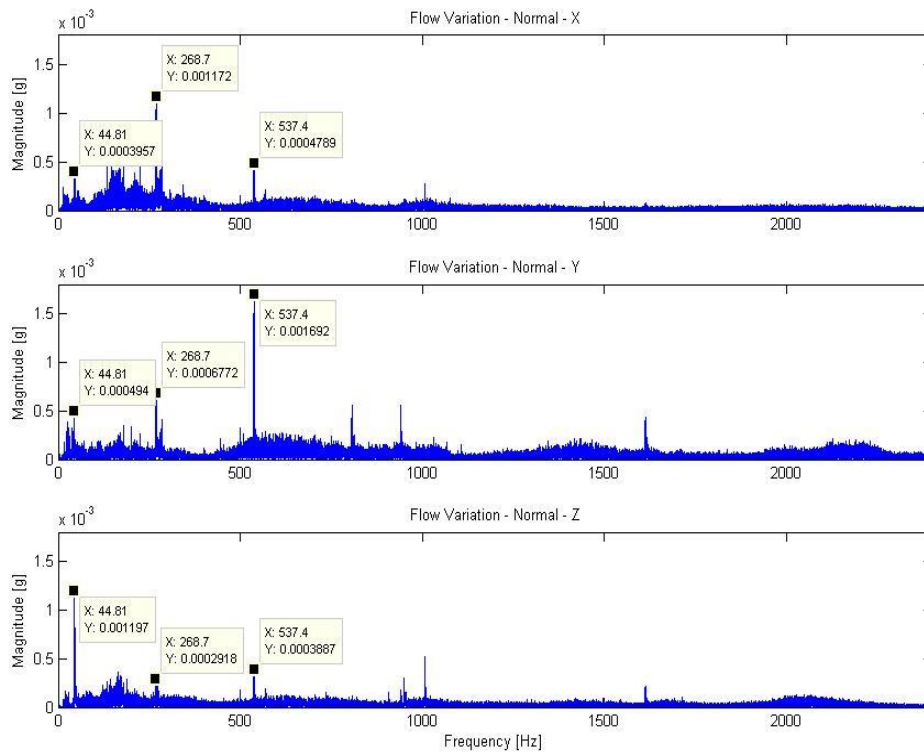 Flow Variation - Normal - X
x 10-3
1.5
1
0.5
0
Magnitude [g]
X: 268.7
Y: 0.001172
X: 44.81
Y: 0.0003957
X: 537.4
Y: 0.0004789
0 500 1000 1500 2000
Flow Variation - Normal - Y
x 10-3
1.5
1
0.5
0
Magnitude [g]
X: 537.4
Y: 0.001692
X: 268.7
Y: 0.0006772
X: 44.81
Y: 0.000494
0 500 1000 1500 2000
Flow Variation - Normal - Z
x 10-3
1.5
1
0.5
0
Magnitude [g]
X: 44.81
Y: 0.001197
X: 268.7
Y: 0.0002918
X: 537.4
Y: 0.0003887
0 500 1000 1500 2000
Frequency [Hz]